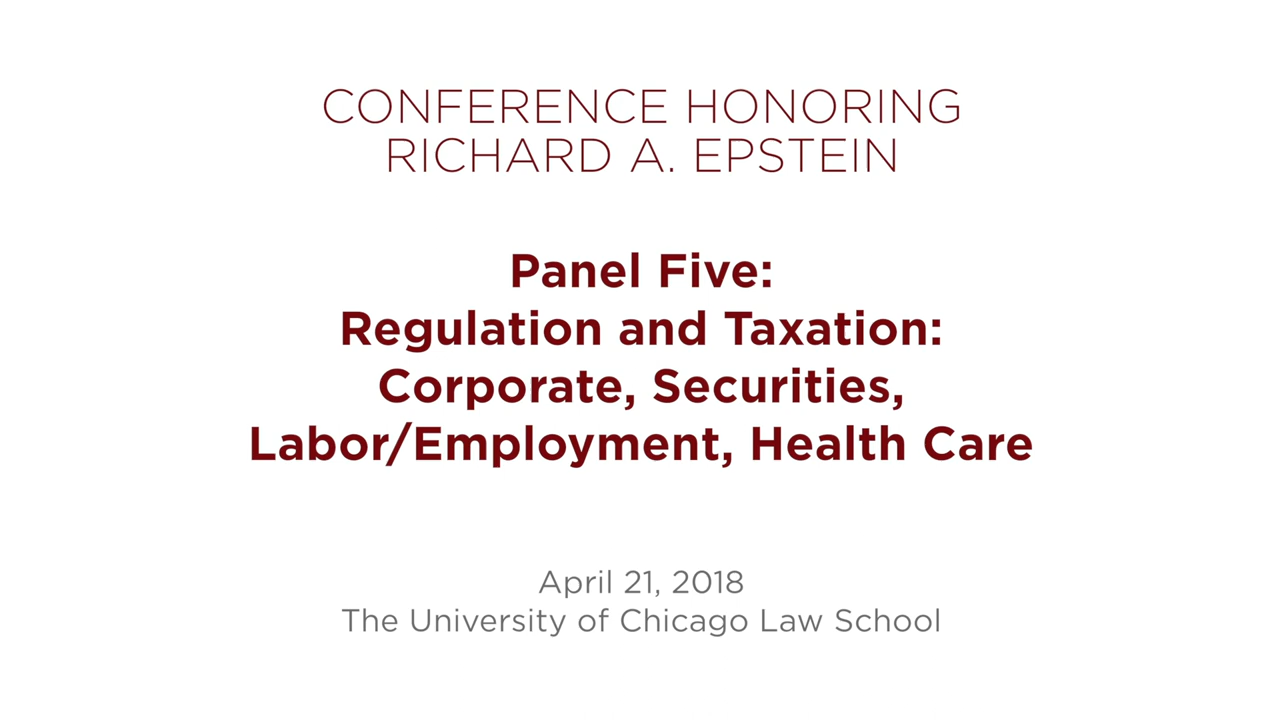 CONFERENCE HONORING
RICHARD A. EPSTEIN
Panel Five:
Regulation and Taxation:
Corporate, Securities,
Labor/Employment, Health Care
April 21, 2018
The University of Chicago Law School